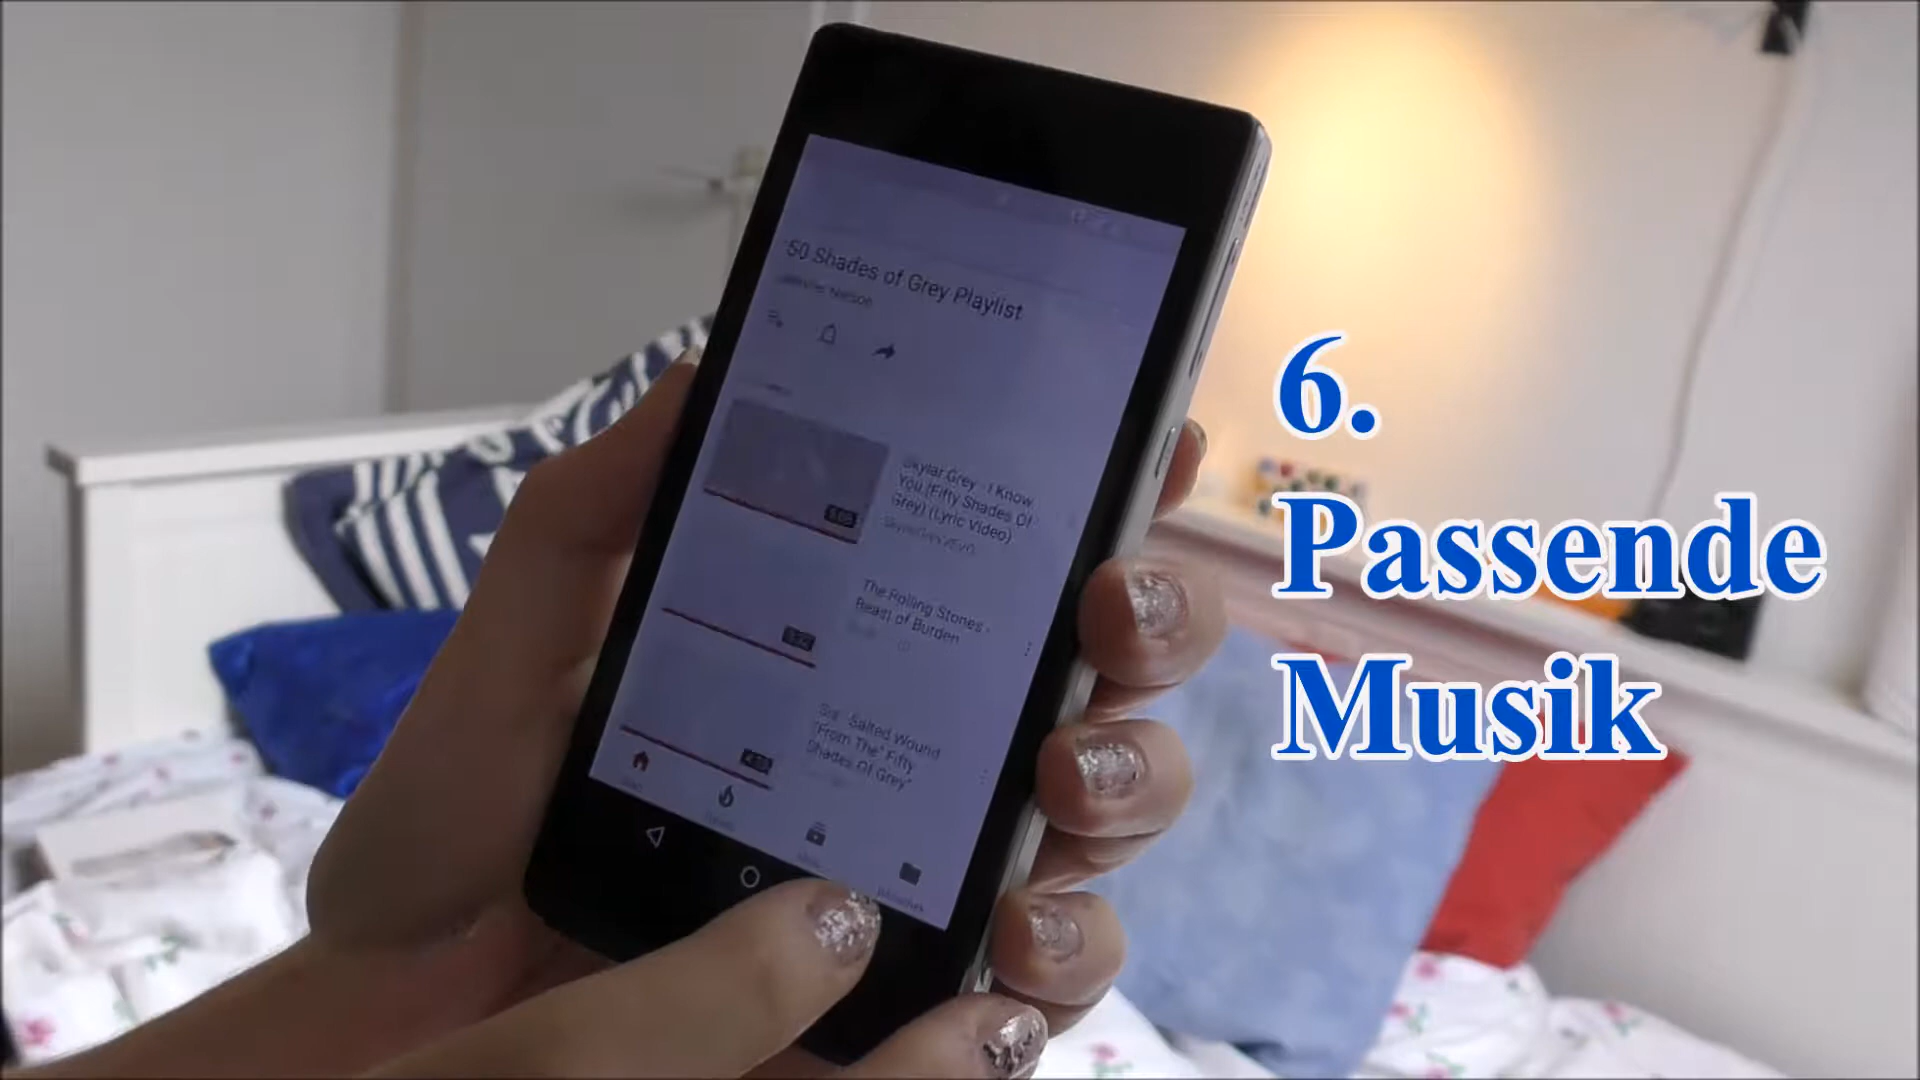 50 Shades of Grey Playlist
Skylar Grey - I Know
You (Fifty Shades Of
Grey) (Lyric Video)
The Rolling Stones -
Beast of Burden
Sia - Salted Wound
(From The" Fifty
Shades Of Grey"
6.
Passende
Musik